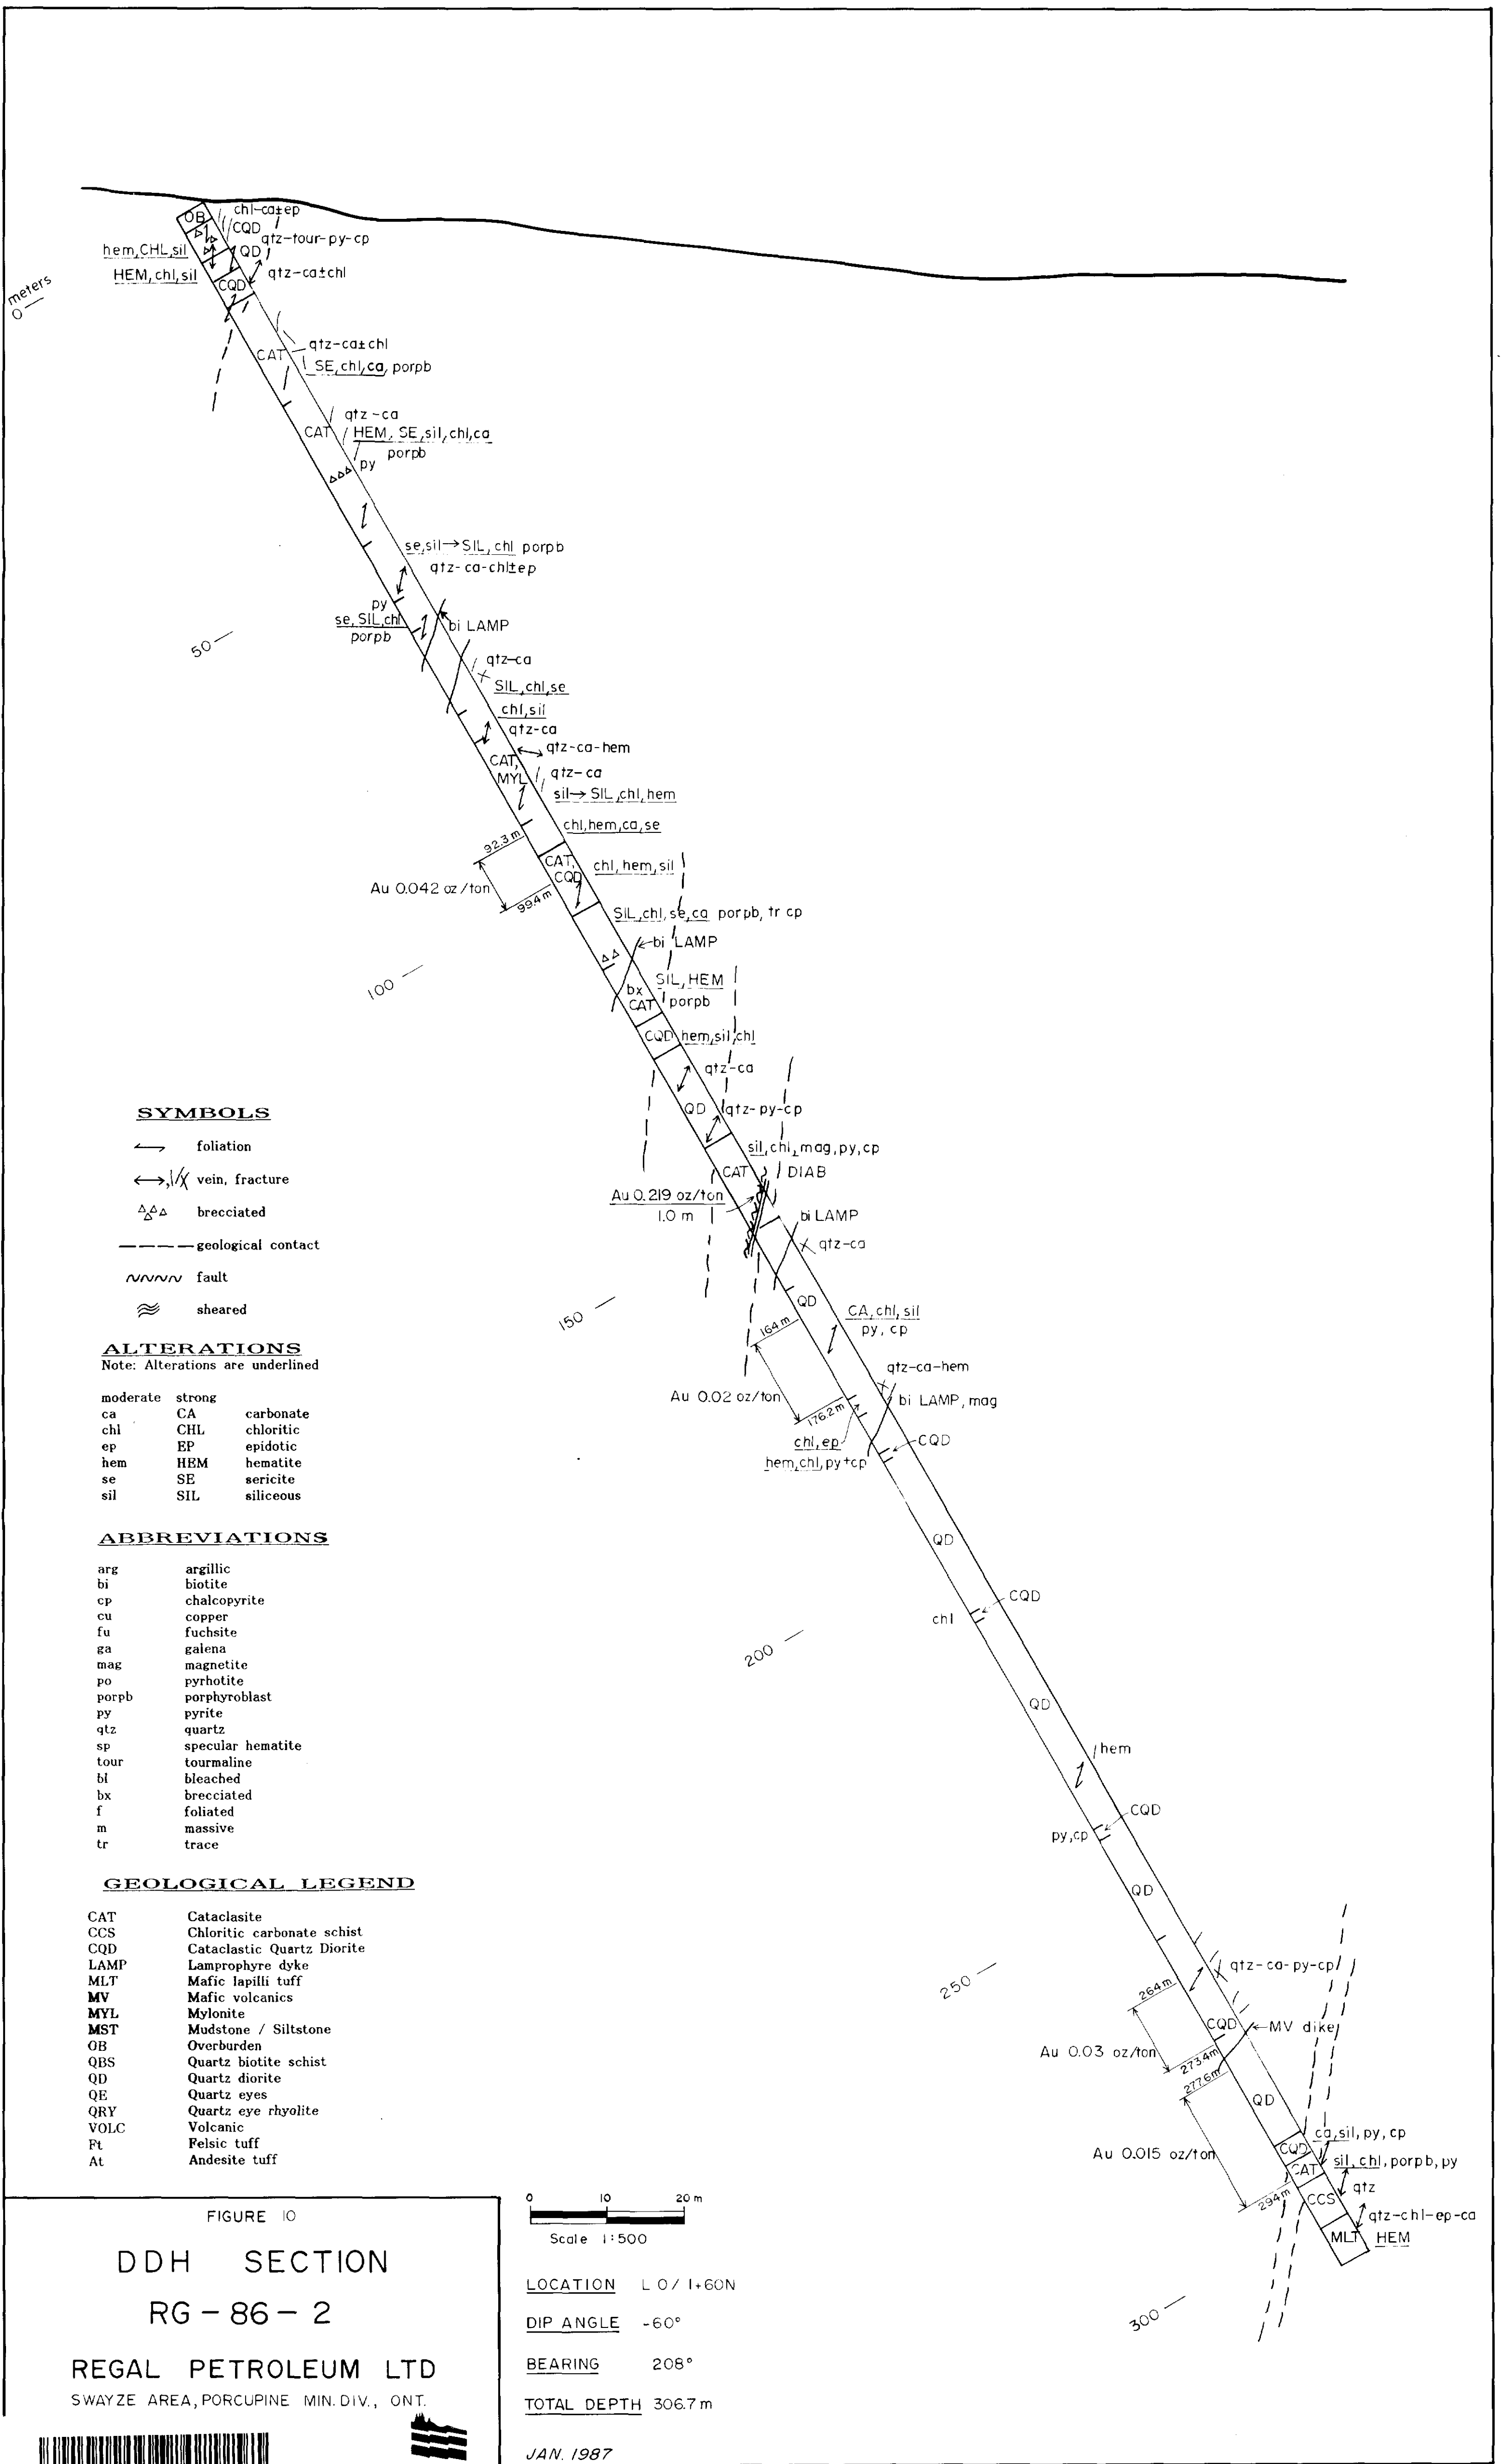 chl-ca±ep
OB
CQD
qtz-tour-py-cp
hem,CHL,sil
QD
HEM,chl,sil
qtz-ca±chl
CQD
meters
0
qtz-ca±chl
CAT
SE,chl,ca, porpb
qtz-ca
CAT
HEM, SE,sil,chl,ca
porpb
py
se,sil→SIL,chl porpb
qtz-ca-chl±ep
py
se,SIL,chl
porpb
bi LAMP
50
qtz-ca
SIL,chl,se
chl,sil
qtz-ca
qtz-ca-hem
CAT,
MYL
qtz-ca
sil→SIL,chl,hem
chl,hem,ca,se
92.3m
CAT,
CQD
chl,hem,sil
Au 0.042 oz/ton
99.4m
SIL,chl,se,ca porpb, tr cp
bi LAMP
100
SIL,HEM
bx
CAT
porpb
CQD
hem,sil,chl
qtz-ca
QD
qtz-py-cp
sil,chl,mag,py,cp
CAT
DIAB
Au 0.219 oz/ton
1.0 m
bi LAMP
qtz-ca
150
QD
CA,chl,sil
py, cp
164m
qtz-ca-hem
Au 0.02 oz/ton
bi LAMP, mag
176.2m
chl,ep
CQD
hem,chl,py+cp
QD
CQD
chl
200
QD
hem
CQD
py,cp
QD
qtz-ca-py-cp
250
264m
CQD
MV dike
Au 0.03 oz/ton
273.4m
277.6m
QD
ca,sil,py,cp
CQD
Au 0.015 oz/ton
CAT
sil,chl,porpb,py
294m
CCS
qtz
qtz-chl-ep-ca
MLT
HEM
300
SYMBOLS
foliation
vein, fracture
brecciated
geological contact
fault
sheared
ALTERATIONS
Note: Alterations are underlined
moderate strong
ca CA carbonate
chl CHL chloritic
ep EP epidotic
hem HEM hematite
se SE sericite
sil SIL siliceous
ABBREVIATIONS
arg argillic
bi biotite
cp chalcopyrite
cu copper
fu fuchsite
ga galena
mag magnetite
po pyrhotite
porpb porphyroblast
py pyrite
qtz quartz
sp specular hematite
tour tourmaline
bl bleached
bx brecciated
f foliated
m massive
tr trace
GEOLOGICAL LEGEND
CAT Cataclasite
CCS Chloritic carbonate schist
CQD Cataclastic Quartz Diorite
LAMP Lamprophyre dyke
MLT Mafic lapilli tuff
MV Mafic volcanics
MYL Mylonite
MST Mudstone / Siltstone
OB Overburden
QBS Quartz biotite schist
QD Quartz diorite
QE Quartz eyes
QRY Quartz eye rhyolite
VOLC Volcanic
Ft Felsic tuff
At Andesite tuff
FIGURE 10
DDH SECTION
RG-86-2
REGAL PETROLEUM LTD
SWAYZE AREA, PORCUPINE MIN. DIV., ONT.
0 10 20 m
Scale 1:500
LOCATION L 0/ 1+60N
DIP ANGLE -60°
BEARING 208°
TOTAL DEPTH 306.7 m
JAN. 1987